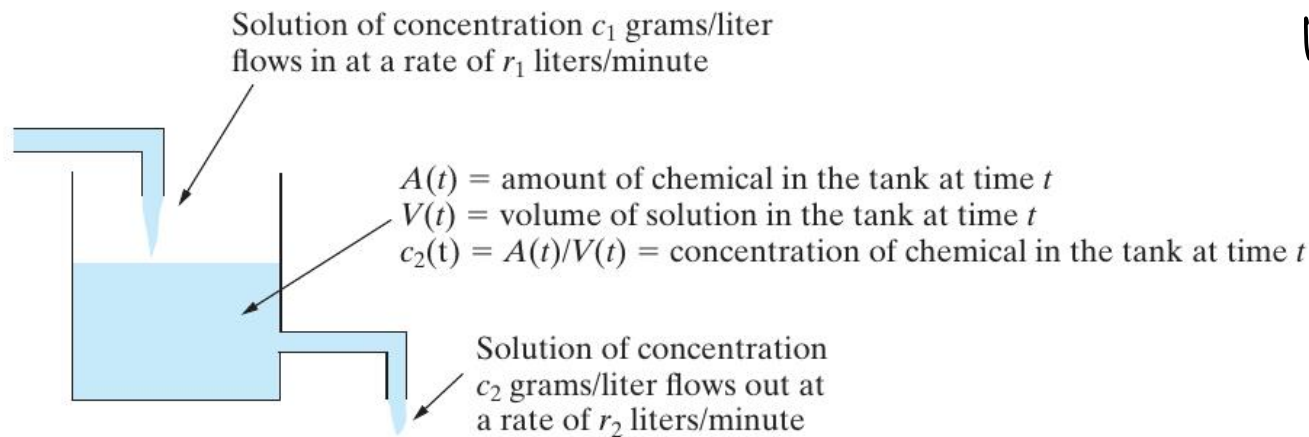 Solution of concentration c₁ grams/liter
flows in at a rate of r₁ liters/minute
A(t) = amount of chemical in the tank at time t
V(t) = volume of solution in the tank at time t
c₂(t) = A(t)/V(t) = concentration of chemical in the tank at time t
Solution of concentration
c₂ grams/liter flows out at
a rate of r₂ liters/minute